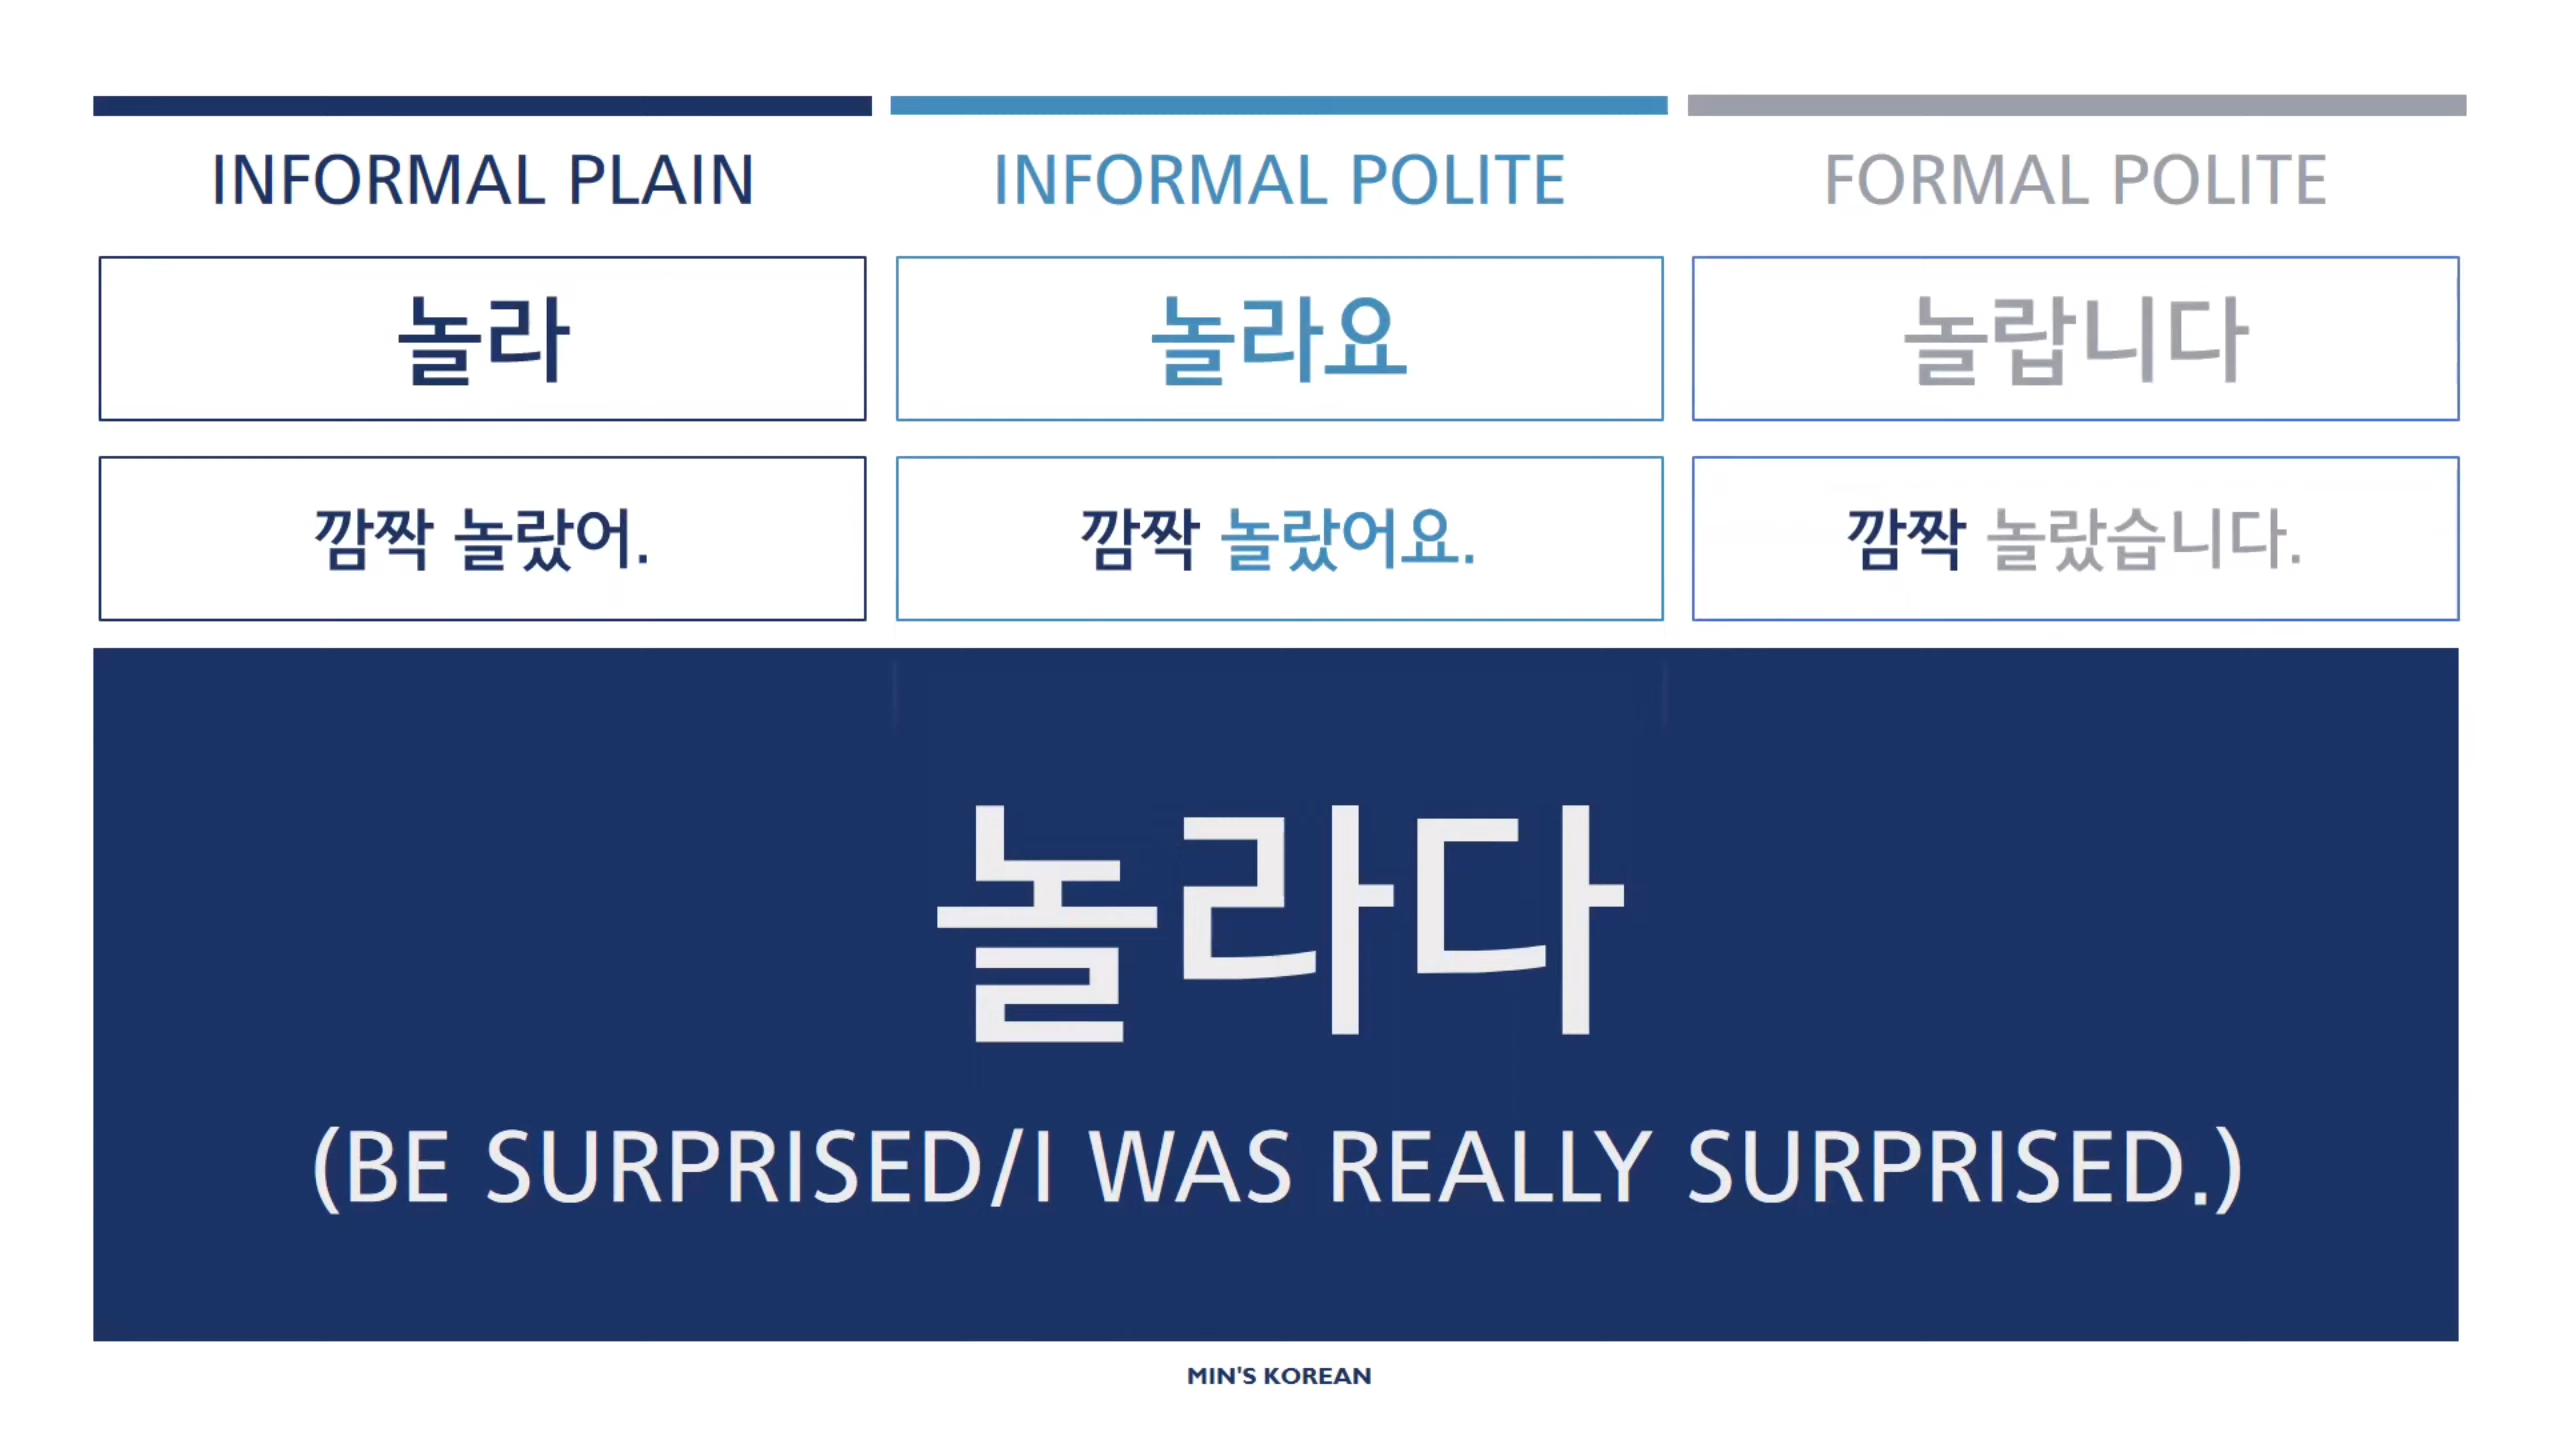 INFORMAL PLAIN
INFORMAL POLITE
FORMAL POLITE
놀라
놀라요
놀랍니다
깜짝 놀랐어.
깜짝 놀랐어요.
깜짝 놀랐습니다.
놀라다
(BE SURPRISED/I WAS REALLY SURPRISED.)
MIN'S KOREAN